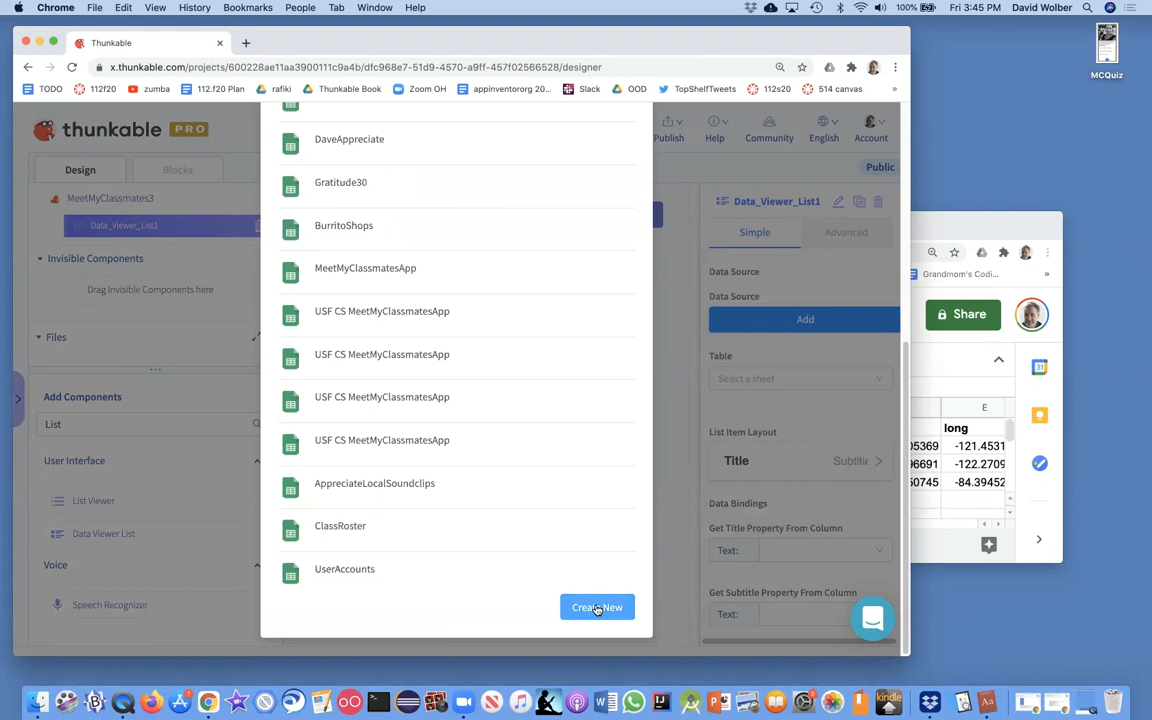 Chrome File Edit View History Bookmarks People Tab Window Help
100% Fri 3:45 PM David Wolber
Thunkable
x.thunkable.com/projects/600228ae11aa3900111c9a4b/dfc968e7-51d9-4570-a9ff-457f02566528/designer
TODO 112f20 zumba 112.f20 Plan rafiki Thunkable Book Zoom OH appinventororg 20... Slack OOD TopShelfTweets 112s20 514 canvas »
MCQuiz
thunkable PRO
Publish Help Community English Account
Design Blocks
Public
MeetMyClassmates3
Data_Viewer_List1
Invisible Components
Drag Invisible Components here
Files
Add Components
List
User Interface
List Viewer
Data Viewer List
Voice
Speech Recognizer
DaveAppreciate
Gratitude30
BurritoShops
MeetMyClassmatesApp
USF CS MeetMyClassmatesApp
USF CS MeetMyClassmatesApp
USF CS MeetMyClassmatesApp
USF CS MeetMyClassmatesApp
AppreciateLocalSoundclips
ClassRoster
UserAccounts
Create New
Data_Viewer_List1
Simple Advanced
Data Source
Data Source
Add
Table
Select a sheet
List Item Layout
Title
Data Bindings
Get Title Property From Column
Text:
Get Subtitle Property From Column
Text:
Grandmom's Codi... »
Share
31
E
long
05369 -121.4531
96691 -122.2709
50745 -84.39452
kindle
Aa